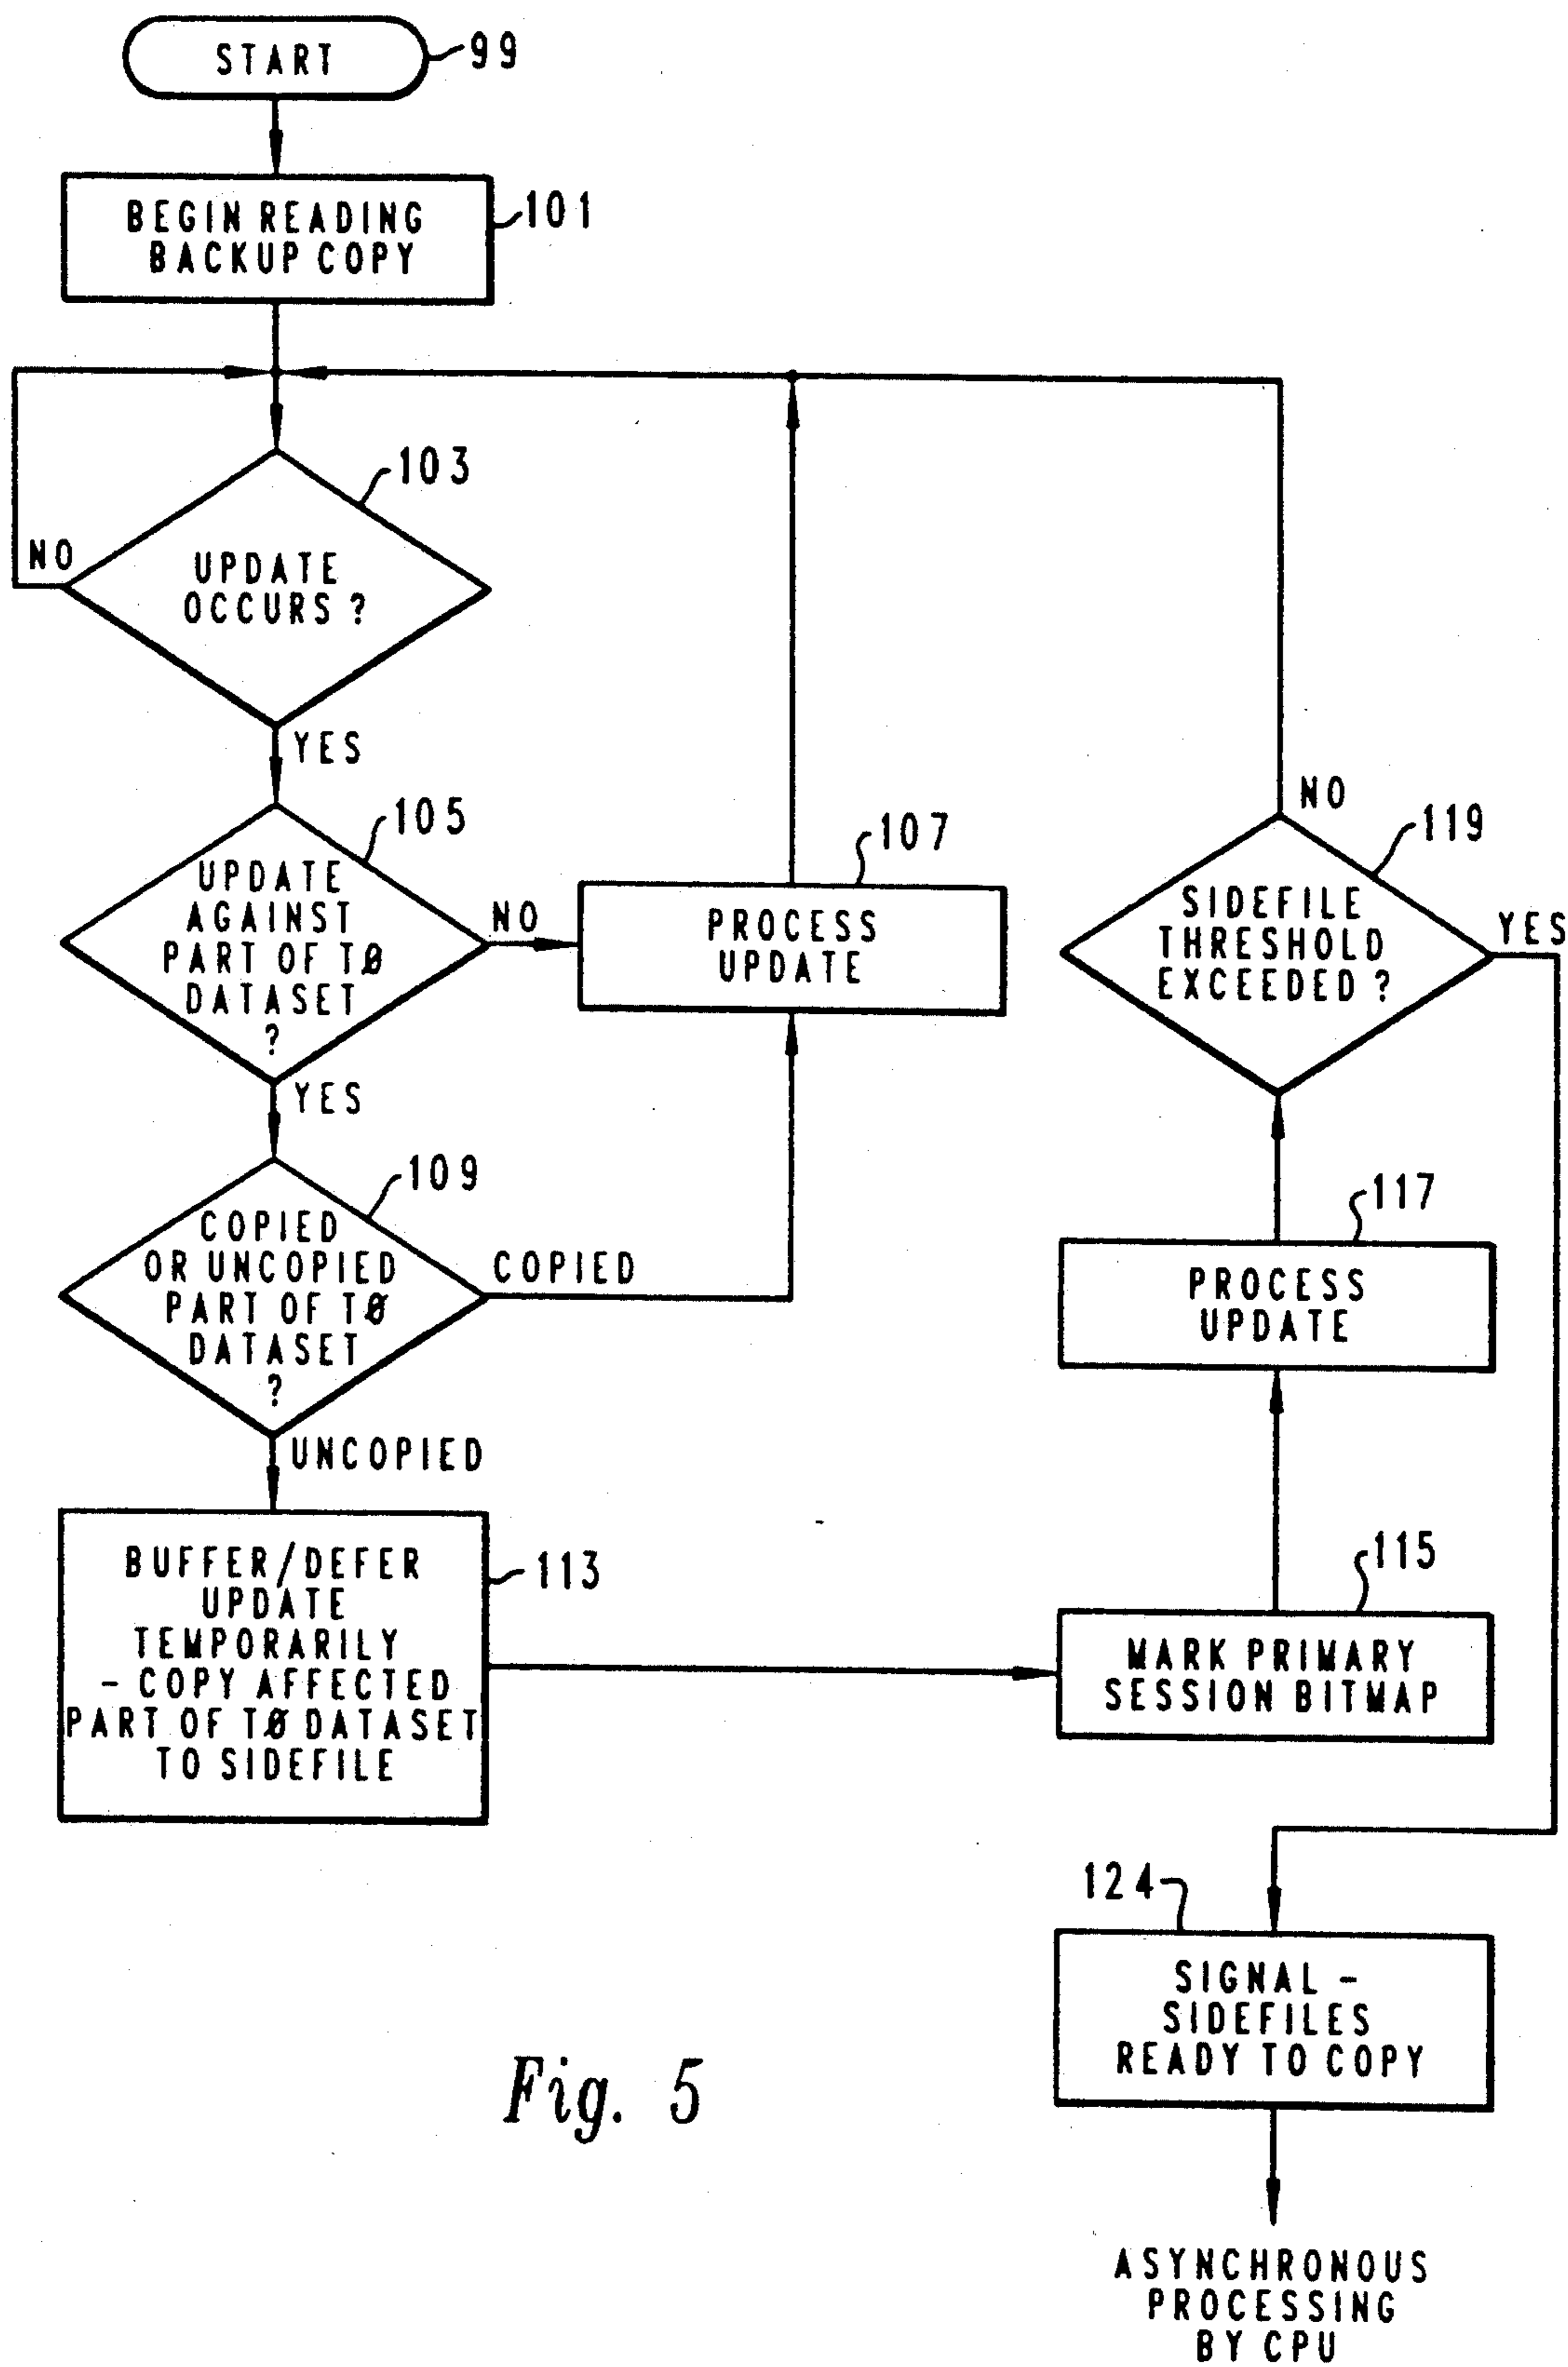 START
99
BEGIN READING
BACKUP COPY
101
103
NO
UPDATE
OCCURS ?
YES
105
UPDATE
AGAINST
PART OF TØ
DATASET
?
NO
107
PROCESS
UPDATE
YES
109
COPIED
OR UNCOPIED
PART OF TØ
DATASET
?
COPIED
UNCOPIED
BUFFER/DEFER
UPDATE
TEMPORARILY
- COPY AFFECTED
PART OF TØ DATASET
TO SIDEFILE
113
115
MARK PRIMARY
SESSION BITMAP
117
PROCESS
UPDATE
NO
119
SIDEFILE
THRESHOLD
EXCEEDED ?
YES
124
SIGNAL -
SIDEFILES
READY TO COPY
ASYNCHRONOUS
PROCESSING
BY CPU
Fig. 5